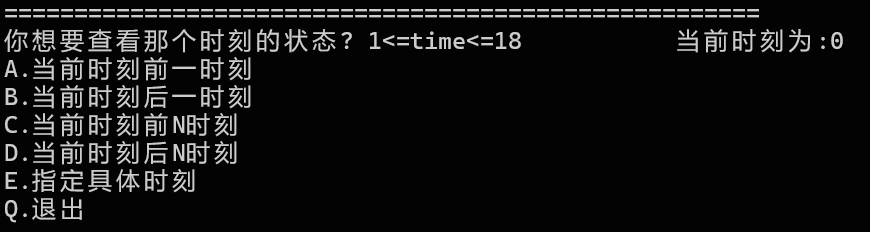 ======================================================
你想要查看那个时刻的状态? 1<=time<=18 当前时刻为:0
A.当前时刻前一时刻
B.当前时刻后一时刻
C.当前时刻前N时刻
D.当前时刻后N时刻
E.指定具体时刻
Q.退出